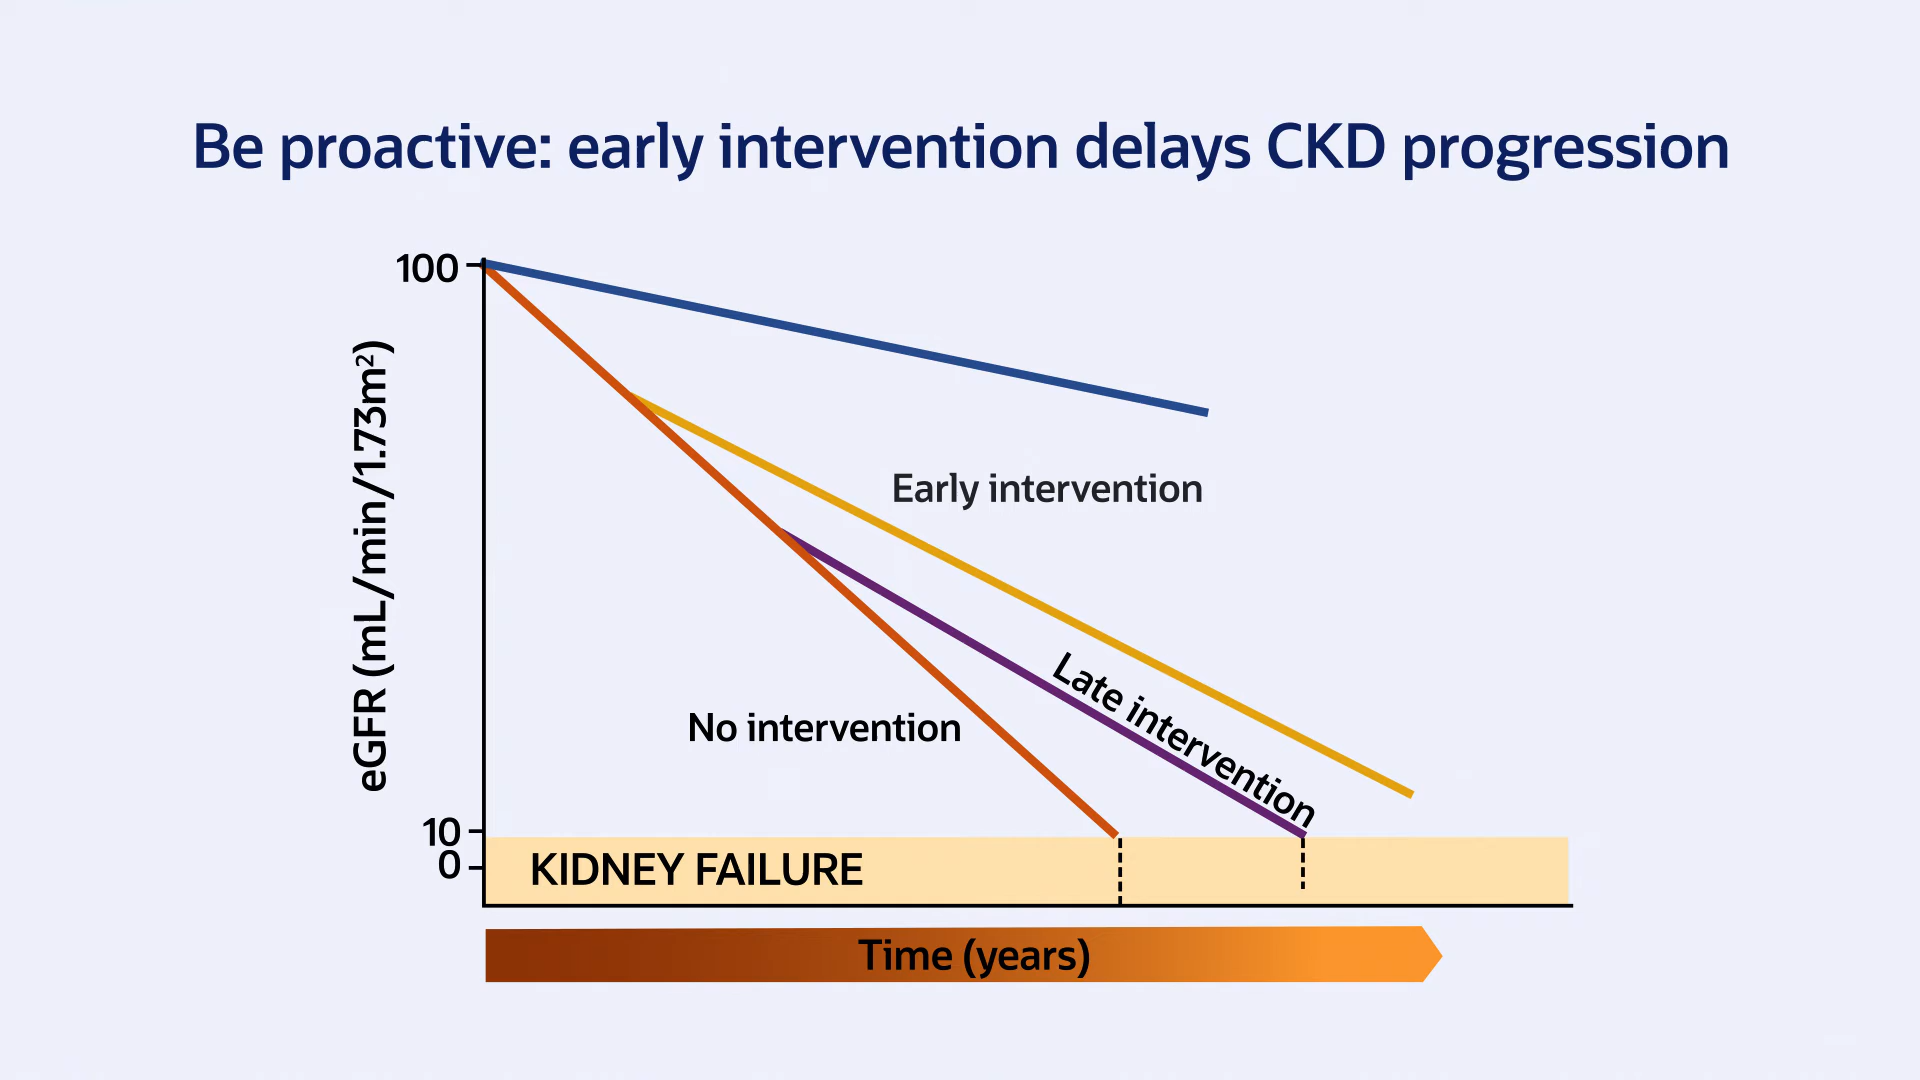 Be proactive: early intervention delays CKD progression
100
eGFR (mL/min/1.73m²)
Early intervention
Late intervention
No intervention
10
0
KIDNEY FAILURE
Time (years)